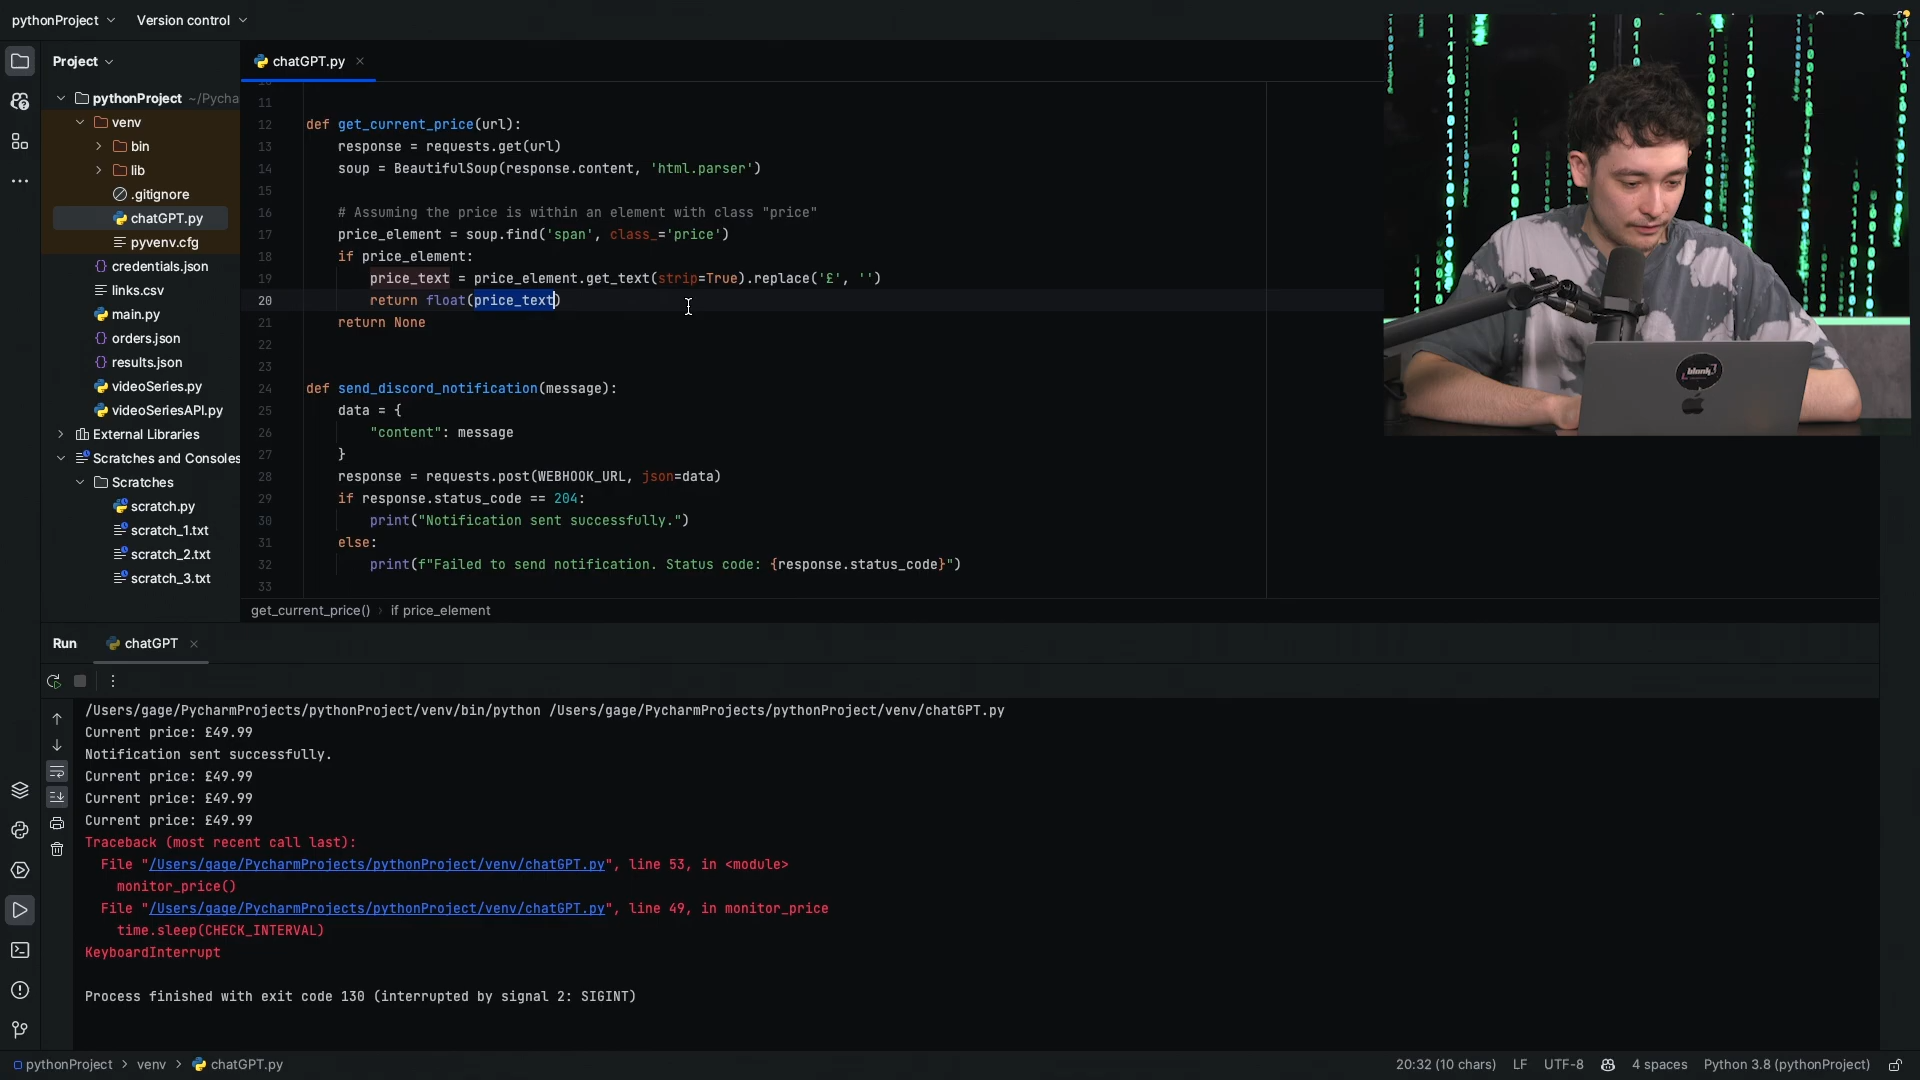 pythonProject
Version control
Project
chatGPT.py
pythonProject ~/Pycha
venv
bin
lib
.gitignore
chatGPT.py
pyvenv.cfg
credentials.json
links.csv
main.py
orders.json
results.json
videoSeries.py
videoSeriesAPI.py
External Libraries
Scratches and Consoles
Scratches
scratch.py
scratch_1.txt
scratch_2.txt
scratch_3.txt
11
12 def get_current_price(url):
13 response = requests.get(url)
14 soup = BeautifulSoup(response.content, 'html.parser')
15
16 # Assuming the price is within an element with class "price"
17 price_element = soup.find('span', class_='price')
18 if price_element:
19 price_text = price_element.get_text(strip=True).replace('£', '')
20 return float(price_text)
21 return None
22
23
24 def send_discord_notification(message):
25 data = {
26 "content": message
27 }
28 response = requests.post(WEBHOOK_URL, json=data)
29 if response.status_code == 204:
30 print("Notification sent successfully.")
31 else:
32 print(f"Failed to send notification. Status code: {response.status_code}")
33
get_current_price() › if price_element
Run
chatGPT
/Users/gage/PycharmProjects/pythonProject/venv/bin/python /Users/gage/PycharmProjects/pythonProject/venv/chatGPT.py
Current price: £49.99
Notification sent successfully.
Current price: £49.99
Current price: £49.99
Current price: £49.99
Traceback (most recent call last):
File "/Users/gage/PycharmProjects/pythonProject/venv/chatGPT.py", line 53, in <module>
monitor_price()
File "/Users/gage/PycharmProjects/pythonProject/venv/chatGPT.py", line 49, in monitor_price
time.sleep(CHECK_INTERVAL)
KeyboardInterrupt
Process finished with exit code 130 (interrupted by signal 2: SIGINT)
pythonProject › venv › chatGPT.py
20:32 (10 chars) LF UTF-8 4 spaces Python 3.8 (pythonProject)